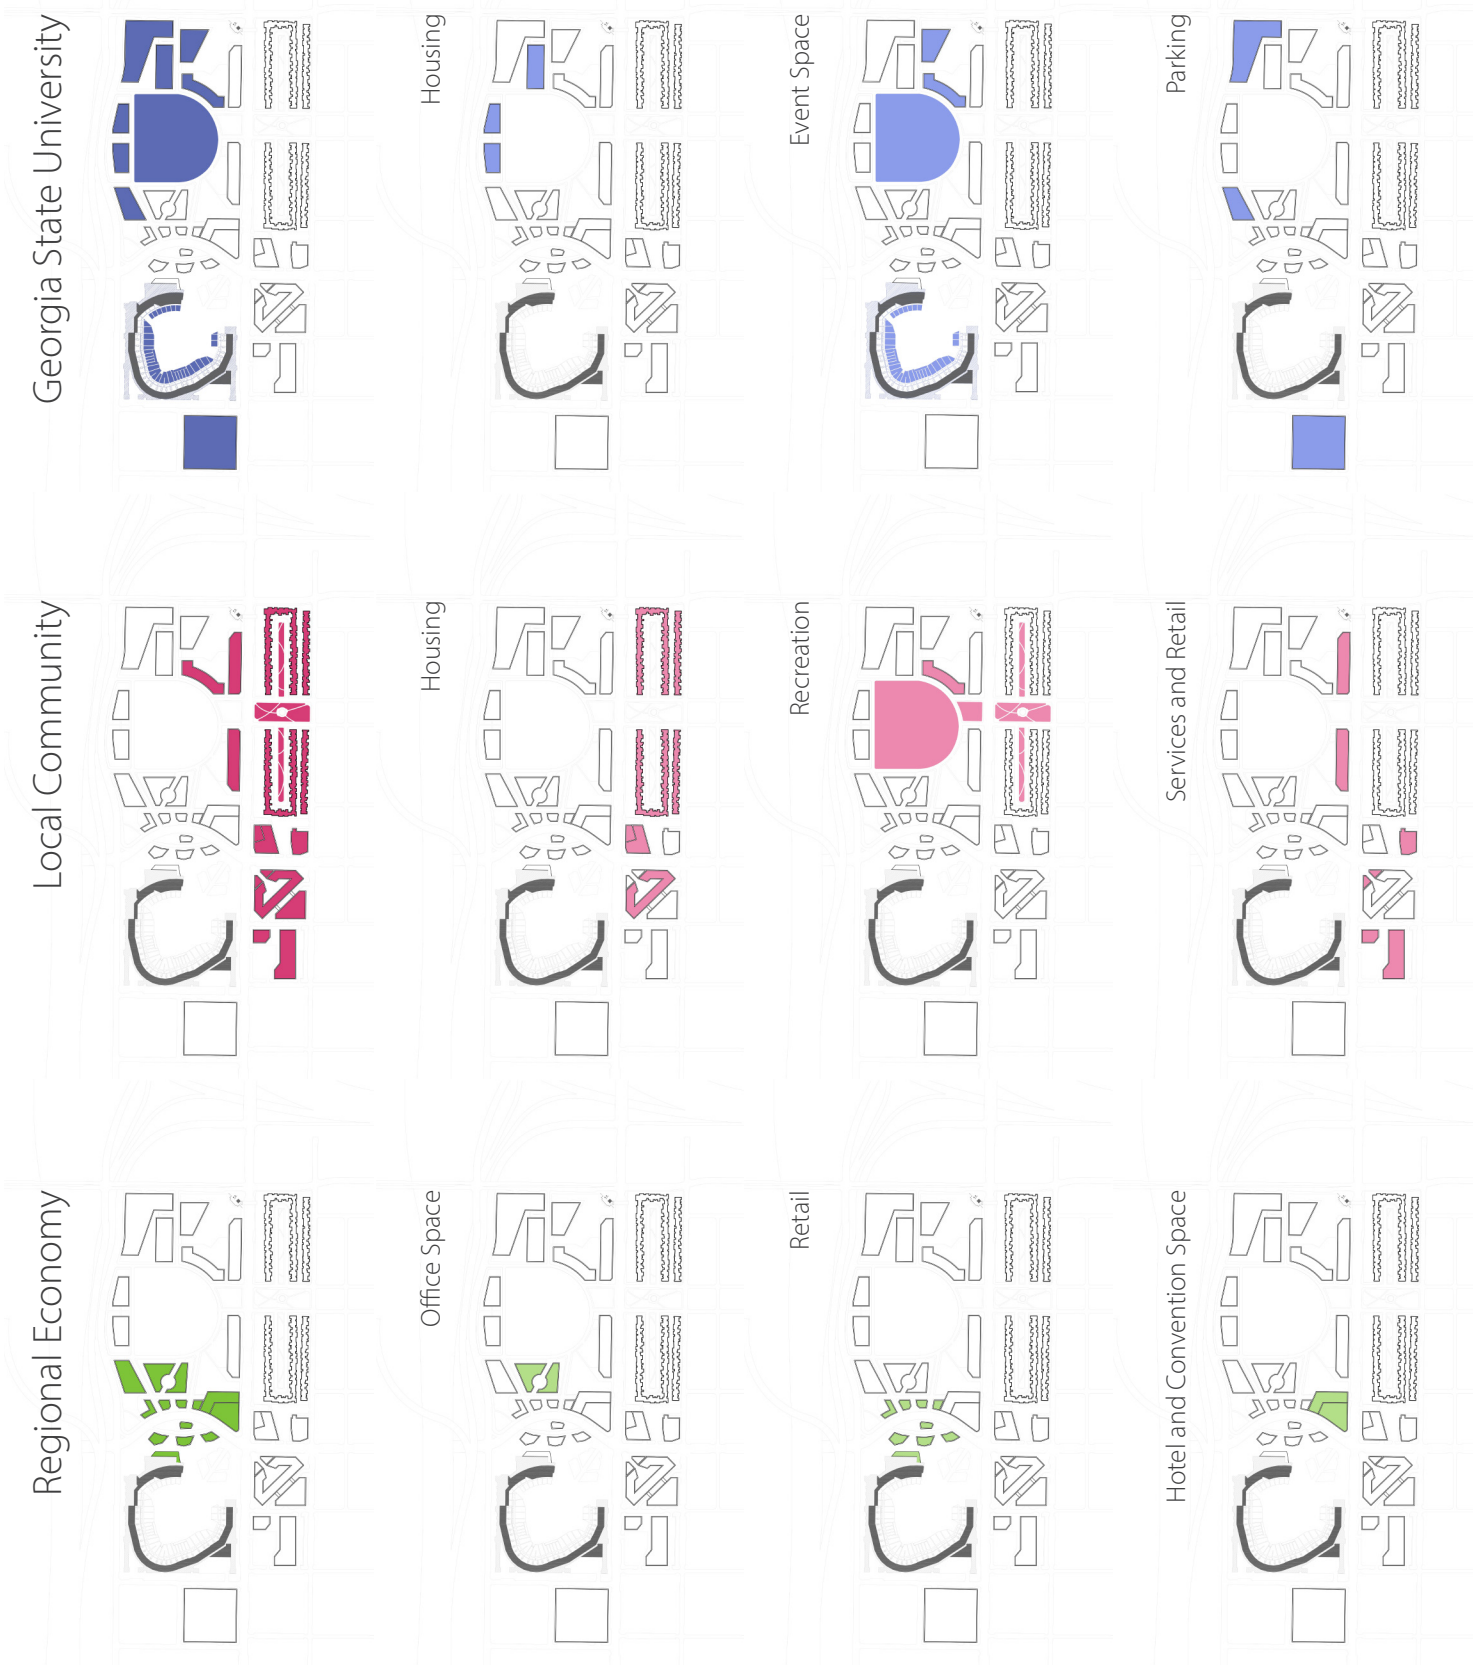 Georgia State University
Housing
Event Space
Parking
Local Community
Housing
Recreation
Services and Retail
Regional Economy
Office Space
Retail
Hotel and Convention Space